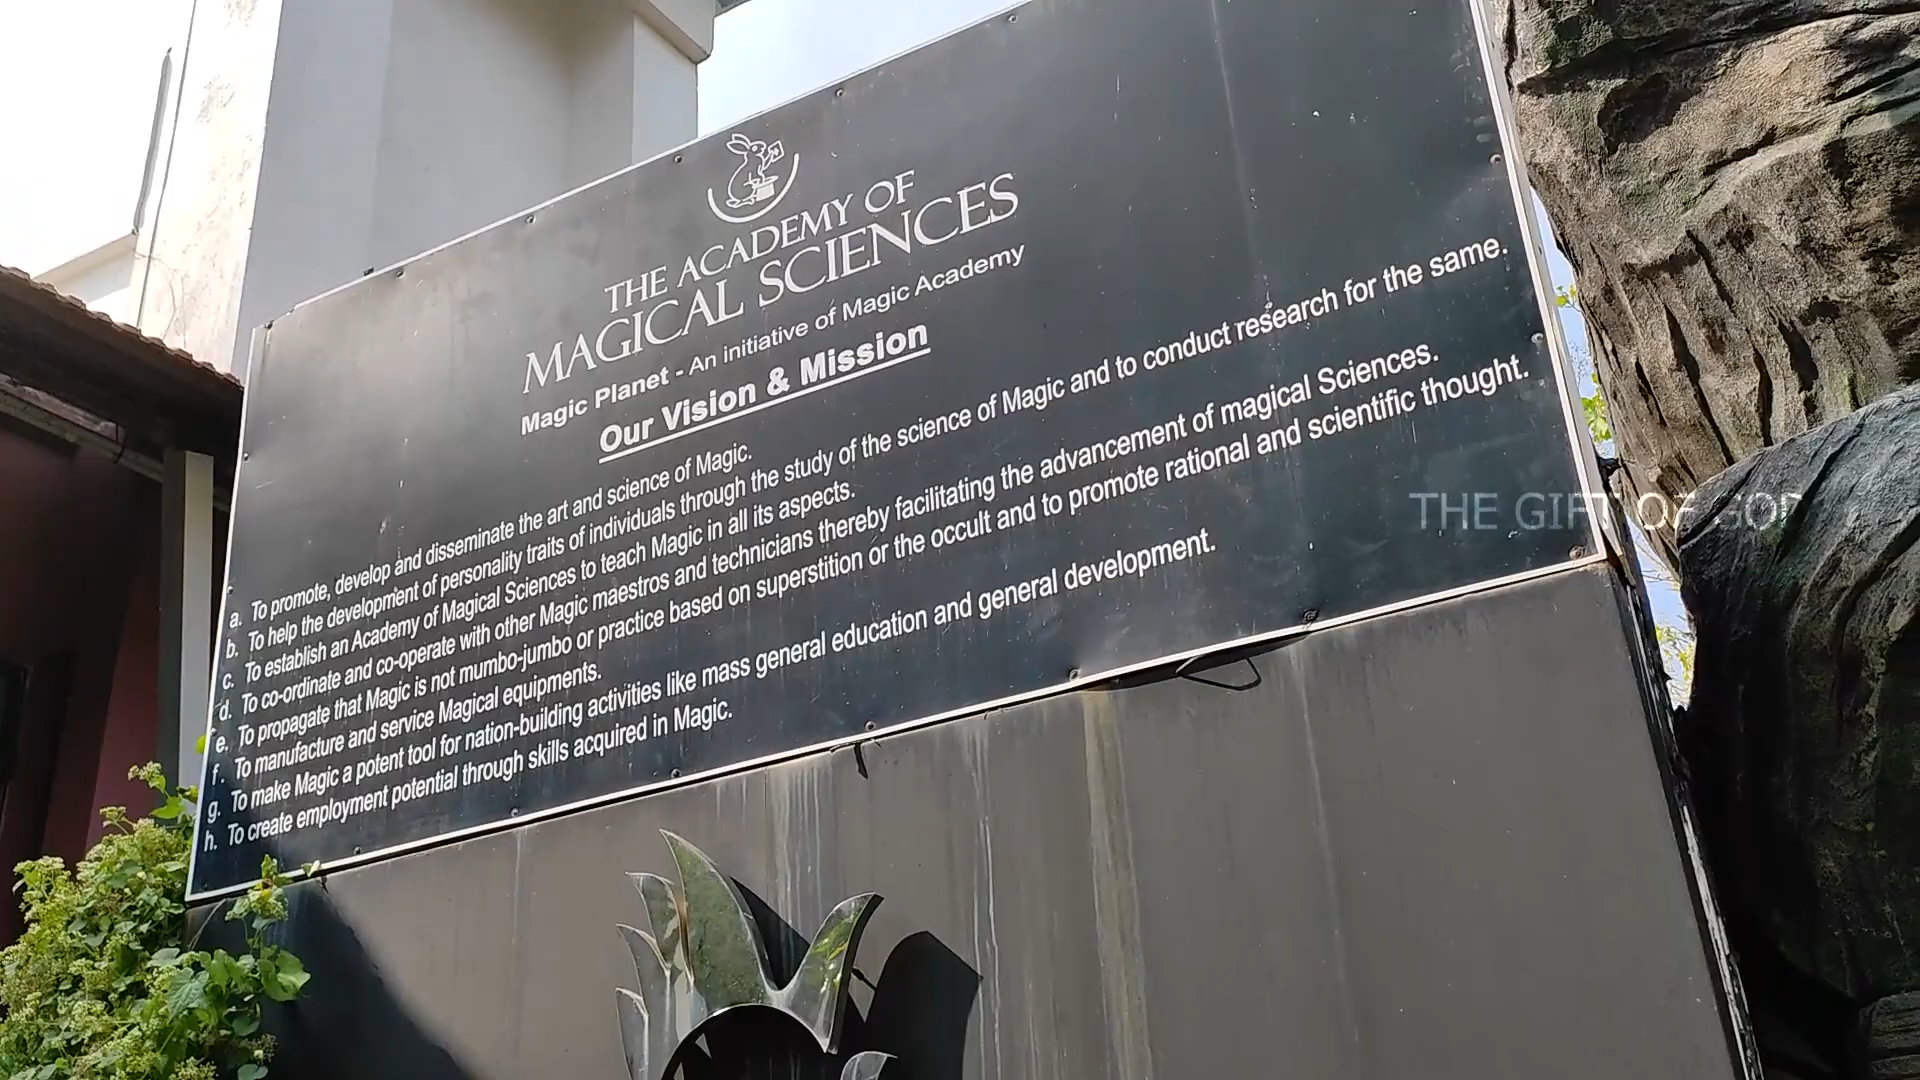 THE ACADEMY OF
MAGICAL SCIENCES
Magic Planet - An initiative of Magic Academy
Our Vision & Mission
a. To promote, develop and disseminate the art and science of Magic.
b. To help the development of personality traits of individuals through the study of the science of Magic and to conduct research for the same.
c. To establish an Academy of Magical Sciences to teach Magic in all its aspects.
d. To co-ordinate and co-operate with other Magic maestros and technicians thereby facilitating the advancement of magical Sciences.
e. To propagate that Magic is not mumbo-jumbo or practice based on superstition or the occult and to promote rational and scientific thought.
f. To manufacture and service Magical equipments.
g. To make Magic a potent tool for nation-building activities like mass general education and general development.
h. To create employment potential through skills acquired in Magic.
THE GIFT OF GOD